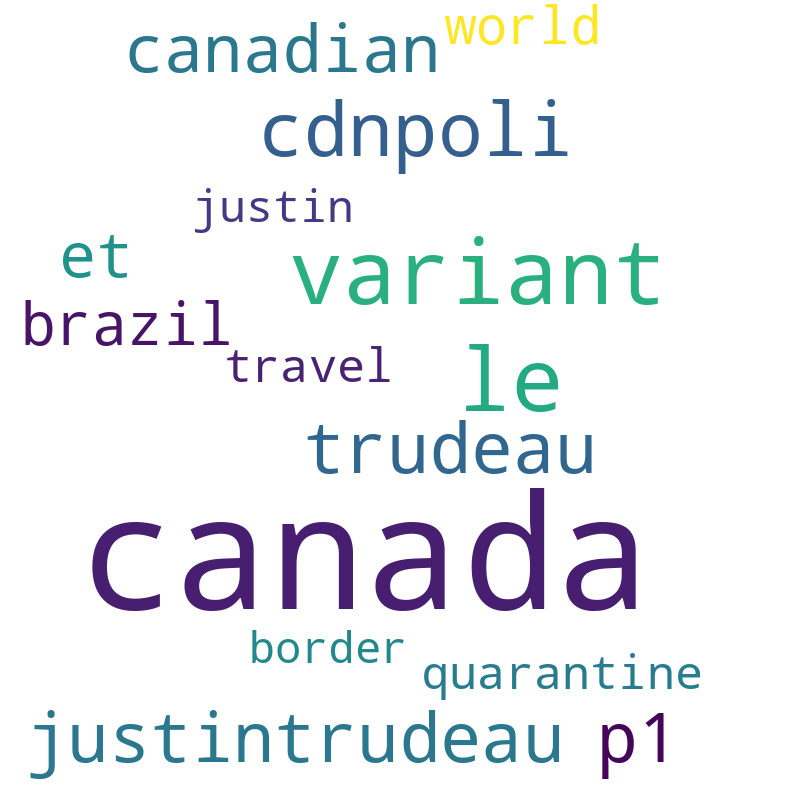 world
canadian
cdnpoli
justin
et
variant
brazil
travel
le
trudeau
canada
border
quarantine
justintrudeau p1